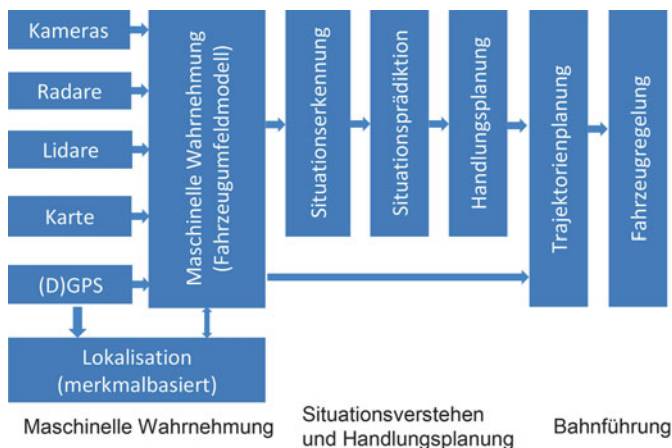 Kameras
Radare
Lidare
Karte
(D)GPS
Lokalisation
(merkmalbasiert)
Maschinelle Wahrnehmung
(Fahrzeugumfeldmodell)
Situationserkennung
Situationsprädiktion
Handlungsplanung
Trajektorienplanung
Fahrzeugregelung
Maschinelle Wahrnehmung
Situationsverstehen
und Handlungsplanung
Bahnführung